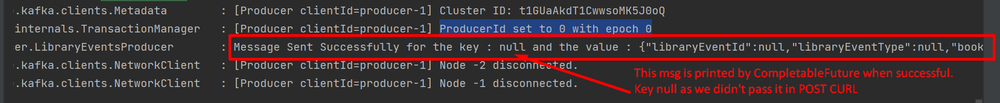 .kafka.clients.Metadata : [Producer clientId=producer-1] Cluster ID: t1GUaAkdT1CwwsoMK5J0oQ
internals.TransactionManager : [Producer clientId=producer-1] ProducerId set to 0 with epoch 0
er.LibraryEventsProducer : Message Sent Successfully for the key : null and the value : {"libraryEventId":null,"libraryEventType":null,"book
.kafka.clients.NetworkClient : [Producer clientId=producer-1] Node -2 disconnected.
This msg is printed by CompletableFuture when successful.
.kafka.clients.NetworkClient : [Producer clientId=producer-1] Node -1 disconnected.
Key null as we didn't pass it in POST CURL